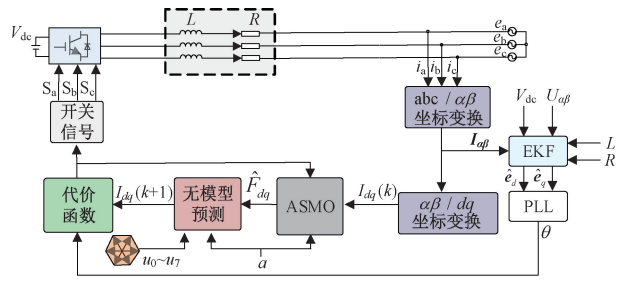 L R
V_dc
e_a
e_b
e_c
i_a i_b i_c
S_a S_b S_c
开关
信号
abc / αβ
坐标变换
V_dc U_αβ
I_αβ
EKF
L
R
ê_d ê_q
代价
函数
I_dq(k+1)
无模型
预测
F̂_dq
ASMO
I_dq(k)
αβ / dq
坐标变换
PLL
θ
u_0~u_7
a